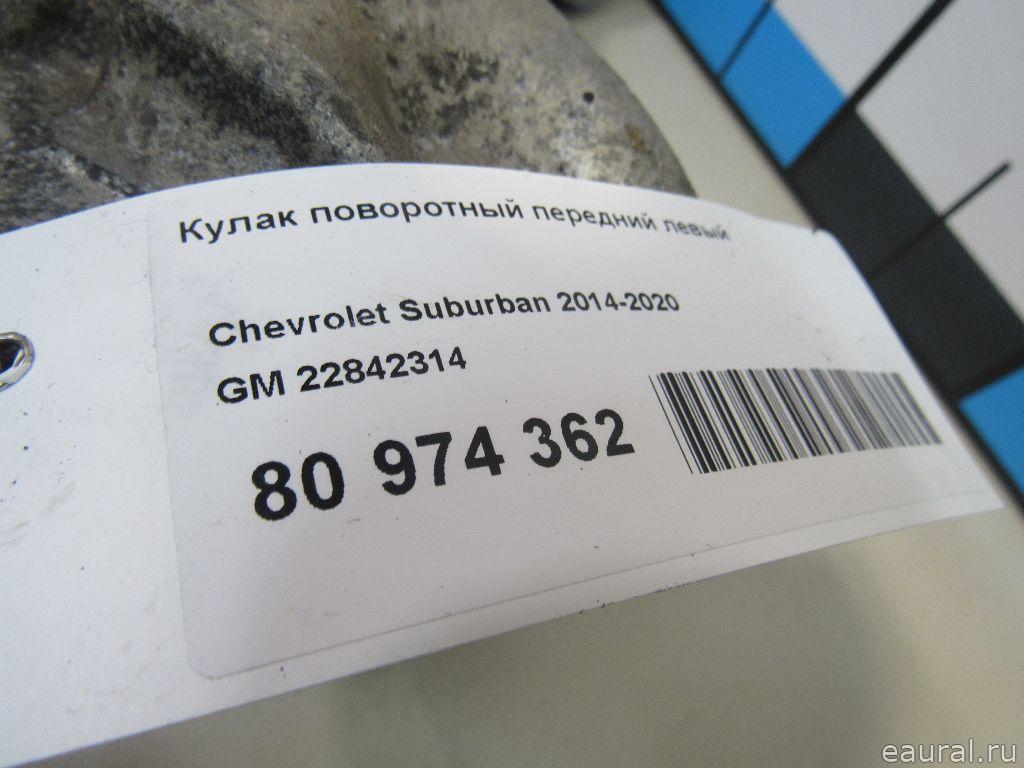 Кулак поворотный передний левый
Chevrolet Suburban 2014-2020
GM 22842314
80 974 362
eaural.ru